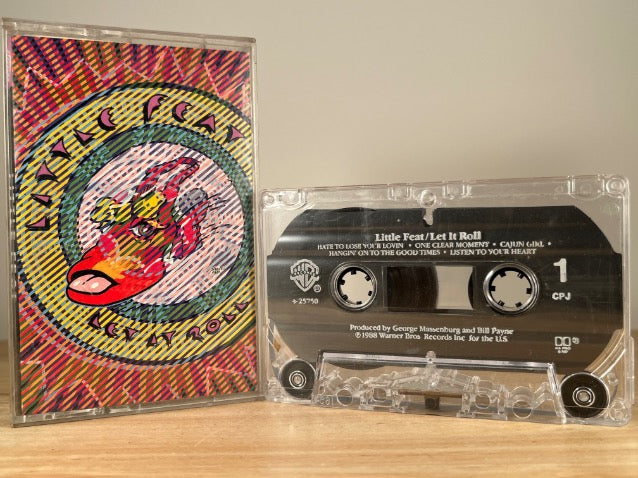 LITTLE FEAT
LET IT ROLL
Little Feat/Let It Roll
HATE TO LOSE YOUR LOVIN • ONE CLEAR MOMENT • CAJUN GIRL •
HANGIN' ON TO THE GOOD TIMES • LISTEN TO YOUR HEART
1
CPJ
4-25750
Produced by George Massenburg and Bill Payne
℗1988 Warner Bros Records Inc for the U.S.